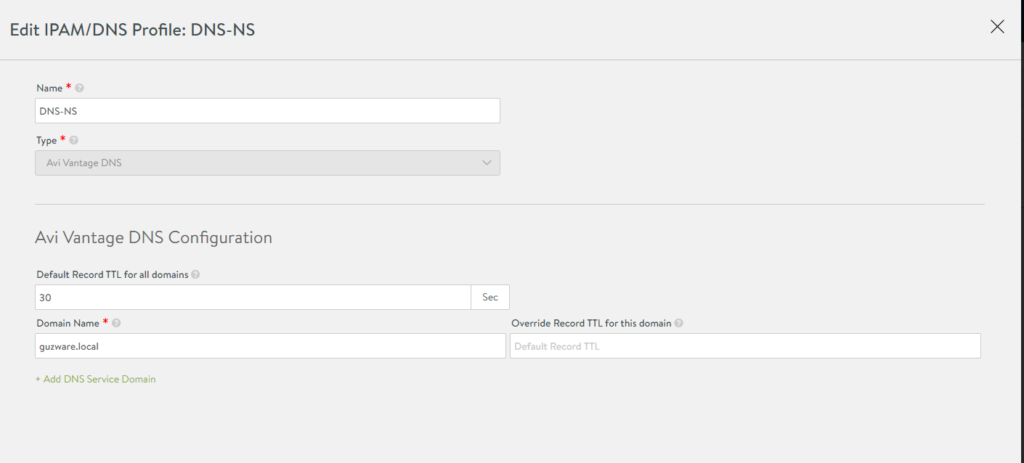 Edit IPAM/DNS Profile: DNS-NS
Name * ?
DNS-NS
Type * ?
Avi Vantage DNS
Avi Vantage DNS Configuration
Default Record TTL for all domains ?
30 Sec
Domain Name * ? Override Record TTL for this domain ?
guzware.local Default Record TTL
+ Add DNS Service Domain